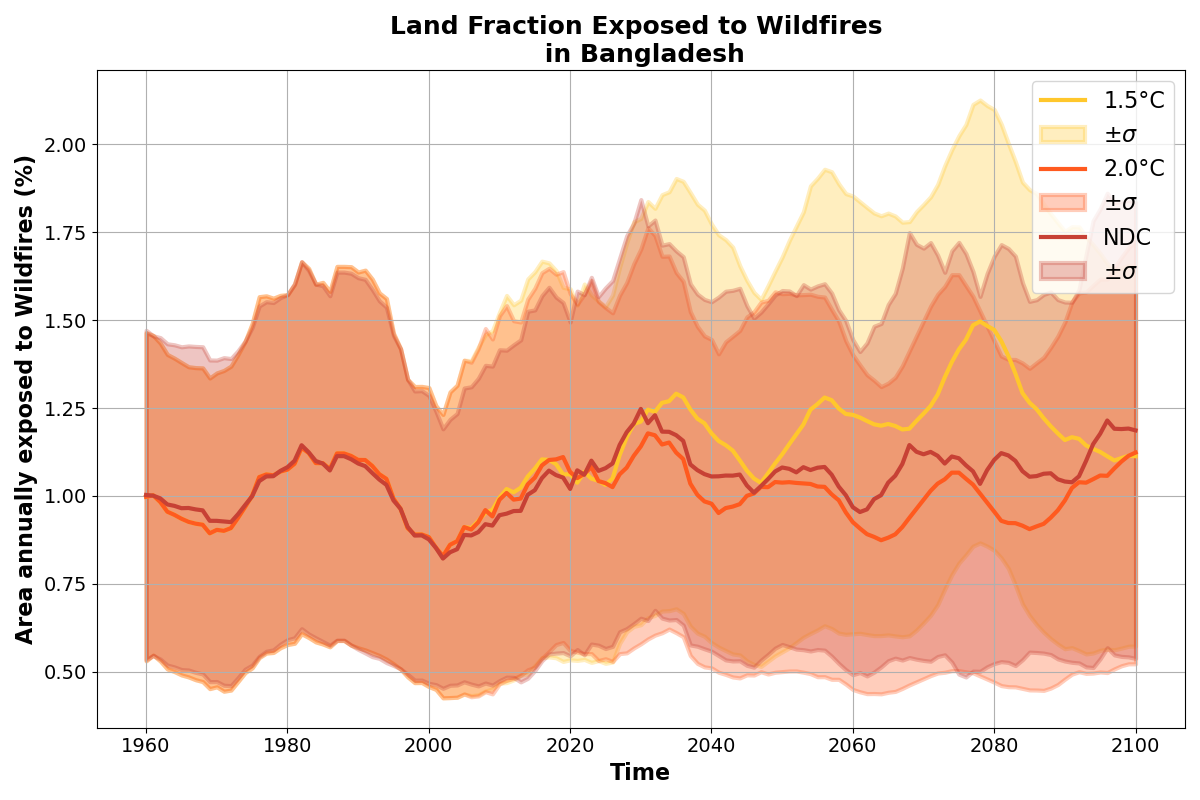 Land Fraction Exposed to Wildfires
in Bangladesh
Area annually exposed to Wildfires (%)
2.00
1.75
1.50
1.25
1.00
0.75
0.50
1960
1980
2000
2020
2040
2060
2080
2100
Time
1.5°C
±σ
2.0°C
±σ
NDC
±σ